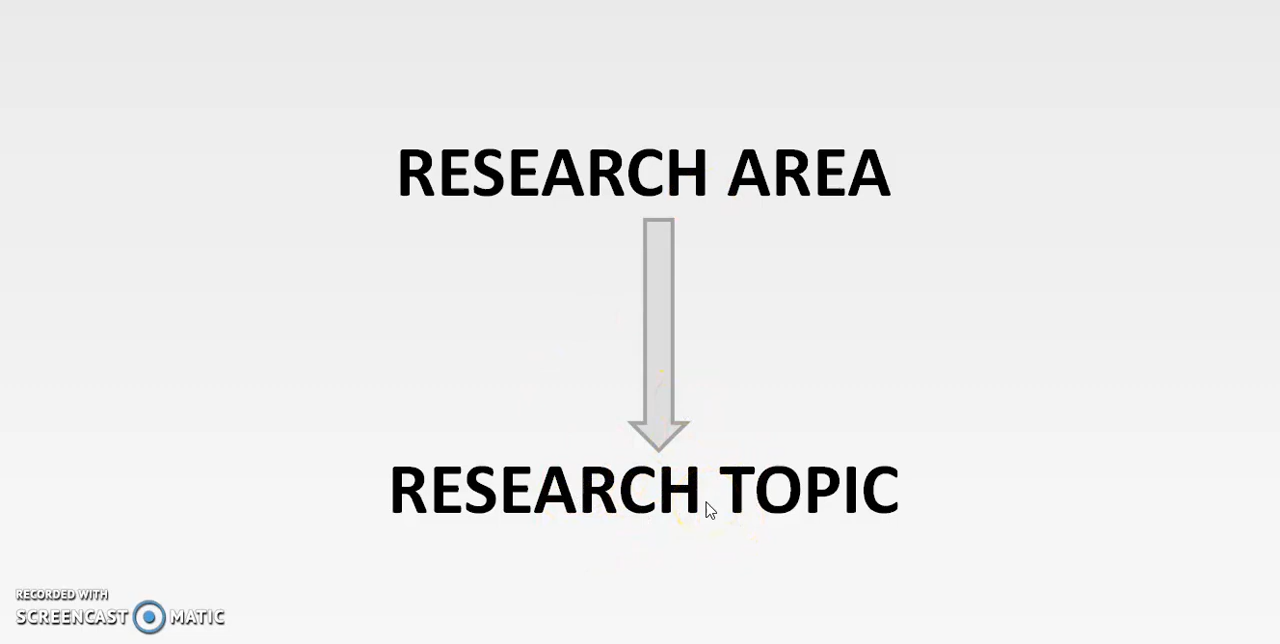 RESEARCH AREA
RESEARCH TOPIC
RECORDED WITH
SCREENCAST MATIC